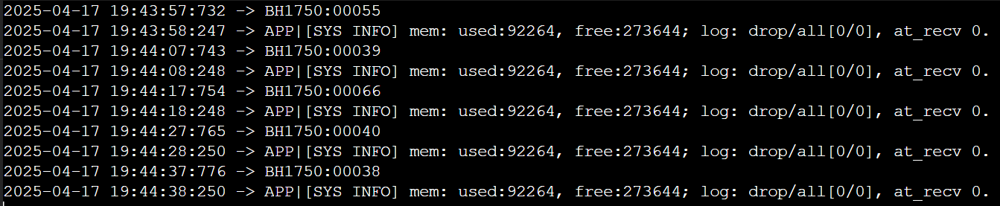 2025-04-17 19:43:57:732 -> BH1750:00055
2025-04-17 19:43:58:247 -> APP|[SYS INFO] mem: used:92264, free:273644; log: drop/all[0/0], at_recv 0.
2025-04-17 19:44:07:743 -> BH1750:00039
2025-04-17 19:44:08:248 -> APP|[SYS INFO] mem: used:92264, free:273644; log: drop/all[0/0], at_recv 0.
2025-04-17 19:44:17:754 -> BH1750:00066
2025-04-17 19:44:18:248 -> APP|[SYS INFO] mem: used:92264, free:273644; log: drop/all[0/0], at_recv 0.
2025-04-17 19:44:27:765 -> BH1750:00040
2025-04-17 19:44:28:250 -> APP|[SYS INFO] mem: used:92264, free:273644; log: drop/all[0/0], at_recv 0.
2025-04-17 19:44:37:776 -> BH1750:00038
2025-04-17 19:44:38:250 -> APP|[SYS INFO] mem: used:92264, free:273644; log: drop/all[0/0], at_recv 0.